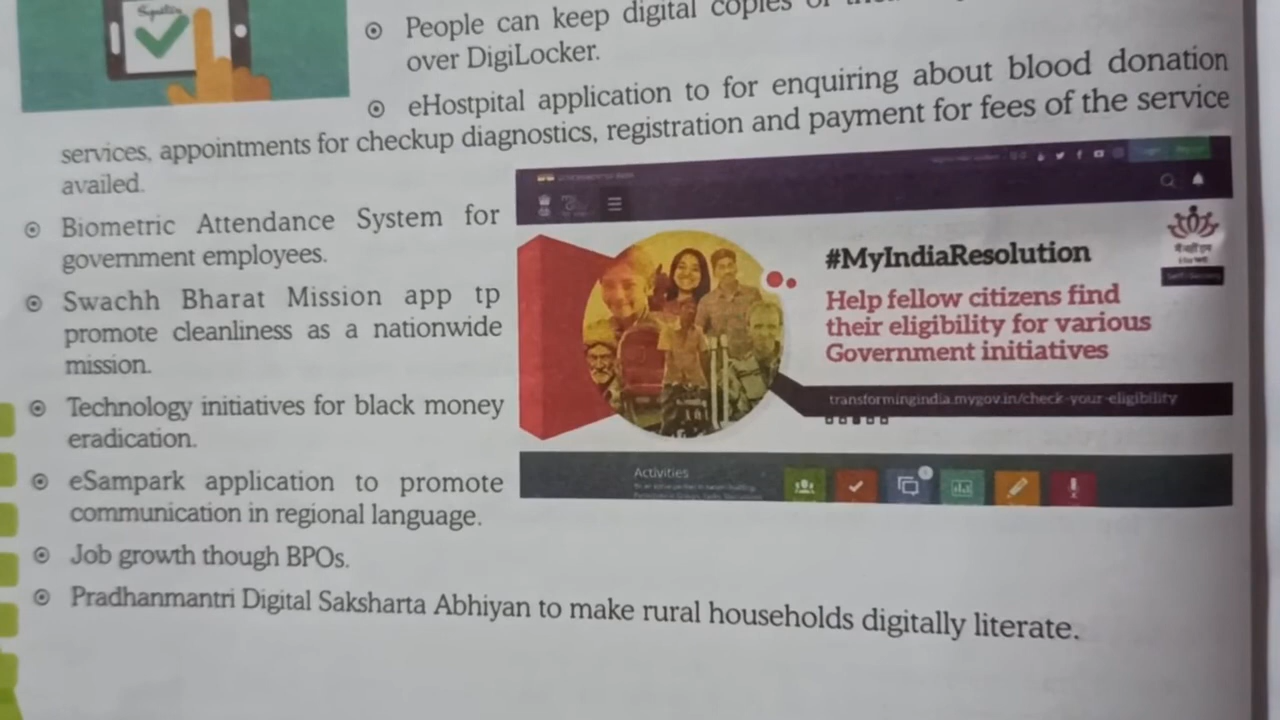 People can keep digital copies of
over DigiLocker.
eHostpital application to for enquiring about blood donation
services, appointments for checkup diagnostics, registration and payment for fees of the service
availed.
Biometric Attendance System for
government employees.
Swachh Bharat Mission app tp
promote cleanliness as a nationwide
mission.
Technology initiatives for black money
eradication.
eSampark application to promote
communication in regional language.
Job growth though BPOs.
Pradhanmantri Digital Saksharta Abhiyan to make rural households digitally literate.
#MyIndiaResolution
Help fellow citizens find
their eligibility for various
Government initiatives
transformingindia.mygov.in/check-your-eligibility
Activities